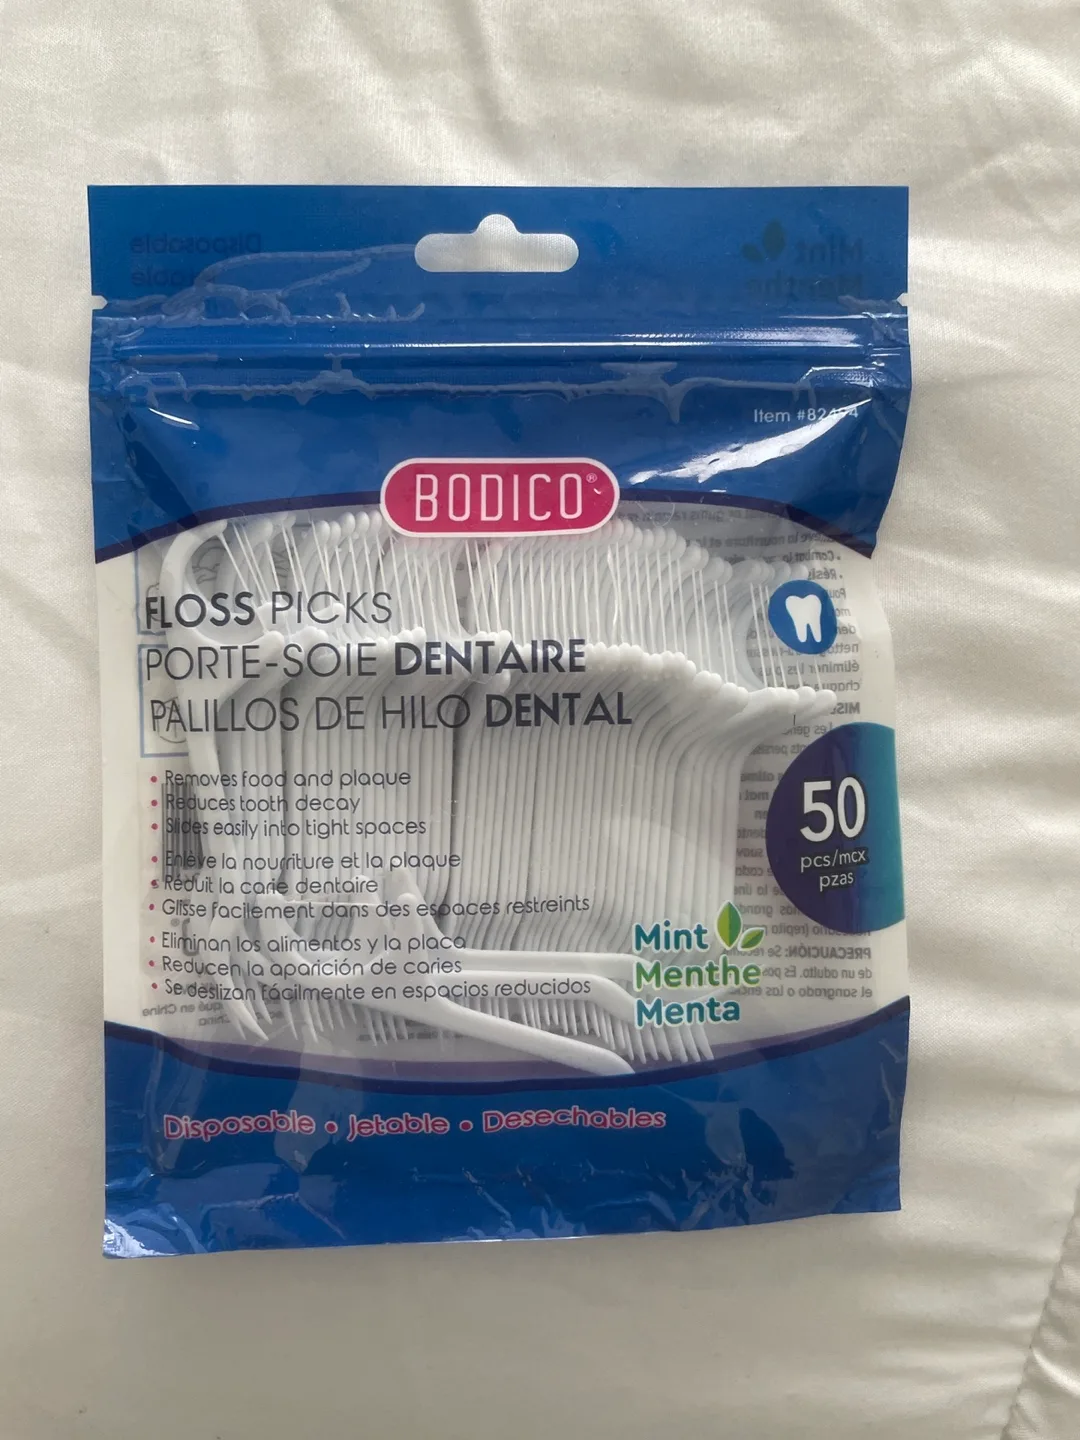 Item #82494
BODICO®
FLOSS PICKS
PORTE-SOIE DENTAIRE
PALILLOS DE HILO DENTAL
• Removes food and plaque
• Reduces tooth decay
• Slides easily into tight spaces
• Enlève la nourriture et la plaque
• Réduit la carie dentaire
• Glisse facilement dans des espaces restreints
• Eliminan los alimentos y la placa
• Reducen la aparición de caries
• Se deslizan fácilmente en espacios reducidos
50
pcs/mcx
pzas
Mint
Menthe
Menta
Disposable • Jetable • Desechables